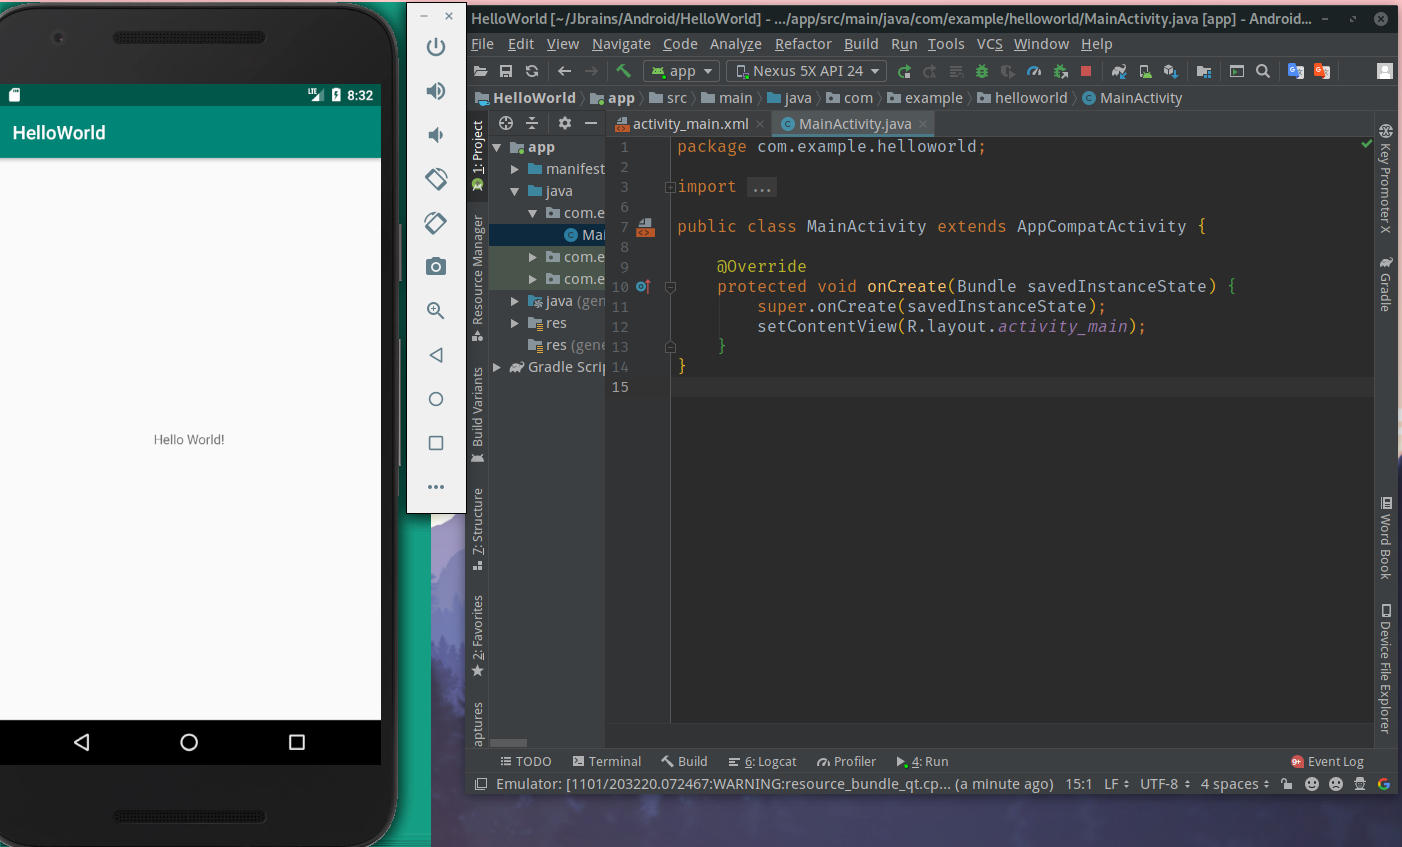 LTE 8:32
HelloWorld
Hello World!
HelloWorld [~/Jbrains/Android/HelloWorld] - .../app/src/main/java/com/example/helloworld/MainActivity.java [app] - Android...
File Edit View Navigate Code Analyze Refactor Build Run Tools VCS Window Help
app Nexus 5X API 24
HelloWorld app src main java com example helloworld MainActivity
activity_main.xml MainActivity.java
1: Project
Resource Manager
Build Variants
7: Structure
2: Favorites
aptures
app
manifest
java
com.e
Mai
com.e
com.e
java (gen
res
res (gene
Gradle Scrip
1 package com.example.helloworld;
2
3 import ...
6
7 public class MainActivity extends AppCompatActivity {
8
9 @Override
10 protected void onCreate(Bundle savedInstanceState) {
11 super.onCreate(savedInstanceState);
12 setContentView(R.layout.activity_main);
13 }
14 }
15
Key Promoter X
Gradle
Word Book
Device File Explorer
TODO Terminal Build 6: Logcat Profiler 4: Run 9+ Event Log
Emulator: [1101/203220.072467:WARNING:resource_bundle_qt.cp... (a minute ago) 15:1 LF UTF-8 4 spaces